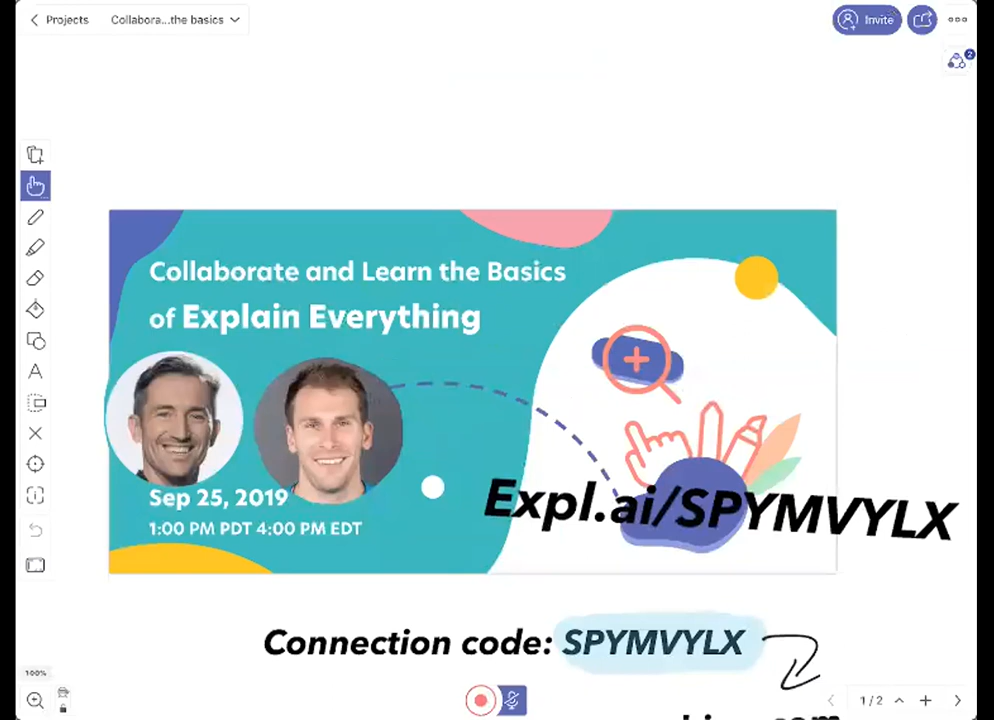 Projects
Collabora...the basics
Invite
2
Collaborate and Learn the Basics
of Explain Everything
Sep 25, 2019
1:00 PM PDT 4:00 PM EDT
Expl.ai/SPYMVYLX
Connection code: SPYMVYLX
100%
1/2